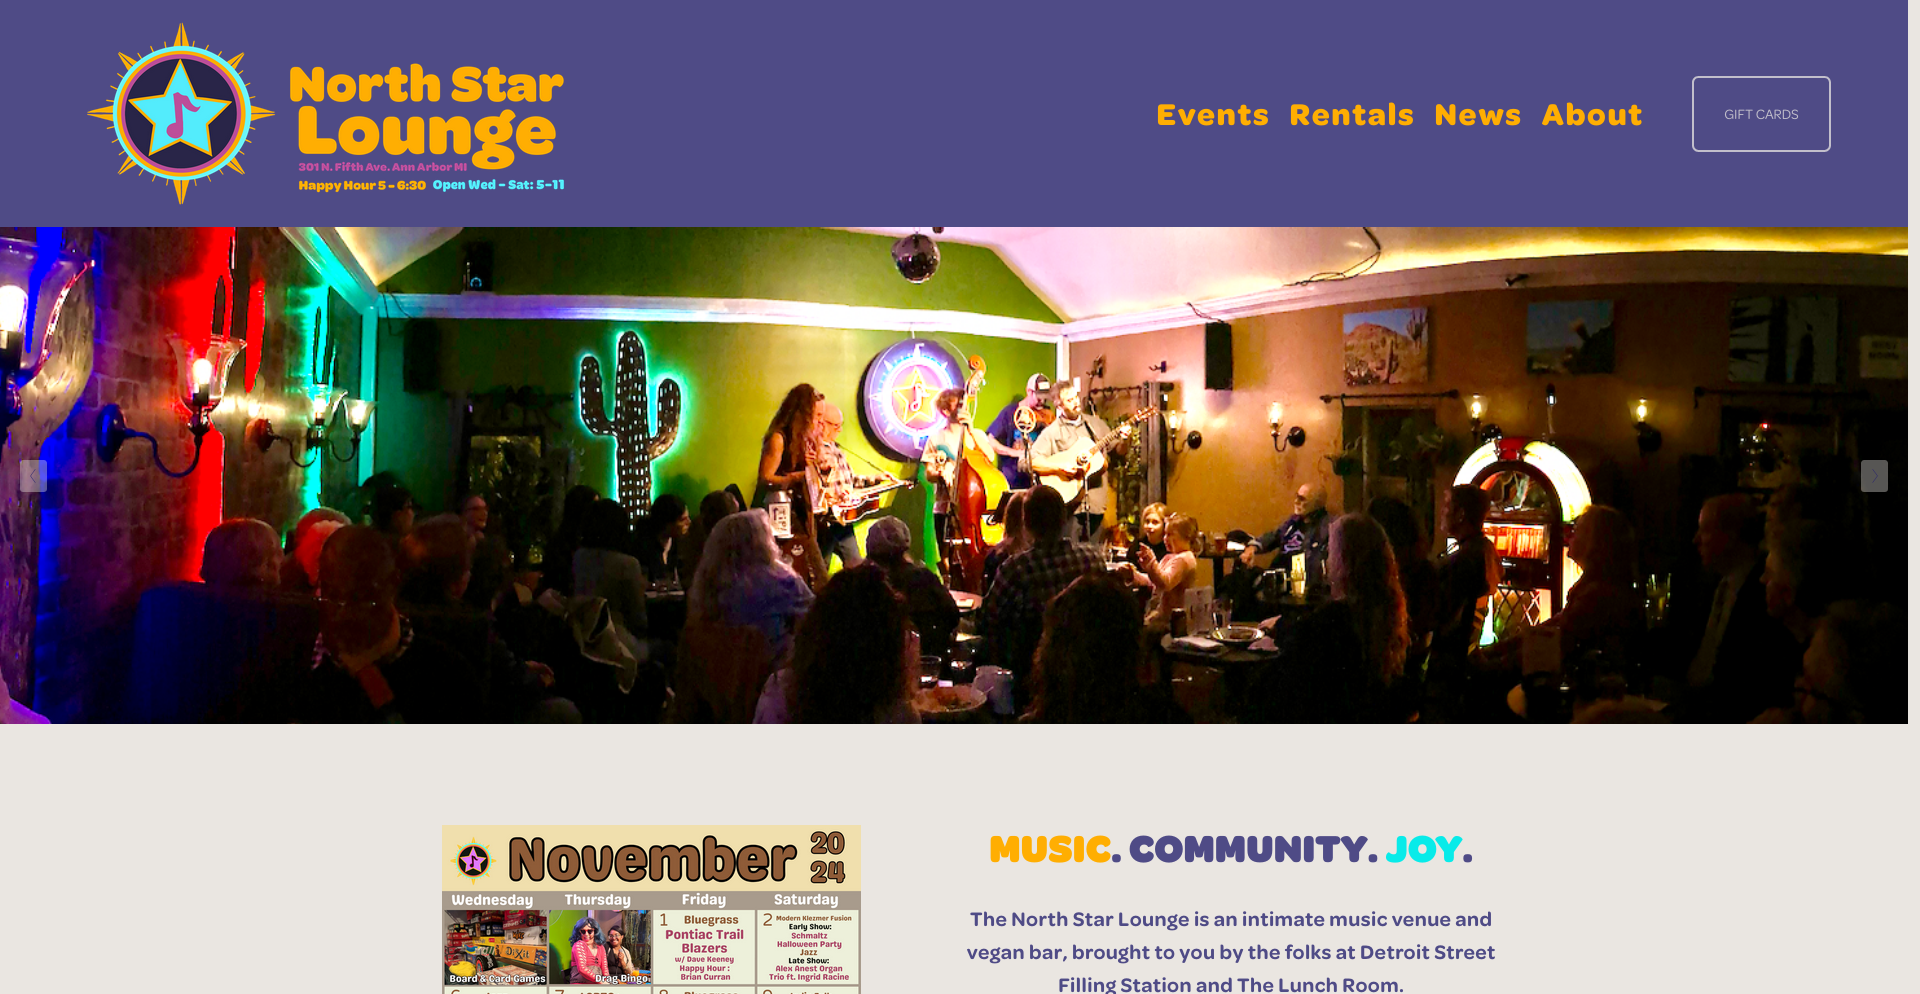 North Star
Lounge
301 N. Fifth Ave. Ann Arbor MI
Happy Hour 5 - 6:30 Open Wed - Sat: 5-11
Events Rentals News About
GIFT CARDS
November 20
24
Wednesday Thursday Friday Saturday
Board & Card Games
Drag Bingo
1 Bluegrass
Pontiac Trail
Blazers
w/ Dave Keeney
Happy Hour :
Brian Curran
2 Modern Klezmer Fusion
Early Show:
Schmaltz
Halloween Party
Jazz
Late Show:
Alex Anest Organ
Trio ft. Ingrid Racine
MUSIC. COMMUNITY. JOY.
The North Star Lounge is an intimate music venue and
vegan bar, brought to you by the folks at Detroit Street
Filling Station and The Lunch Room.